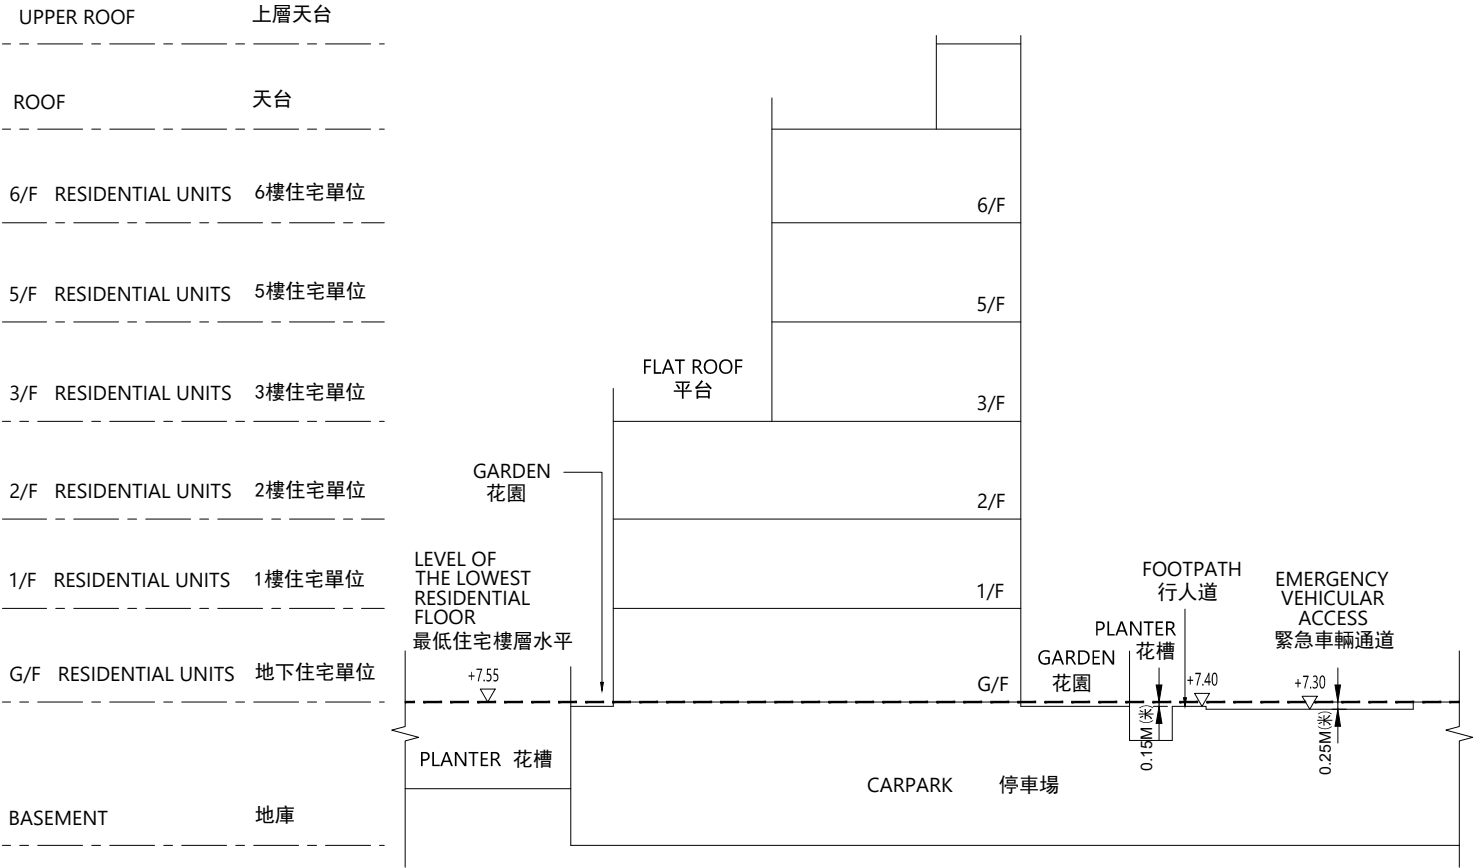 UPPER ROOF 上層天台
ROOF 天台
6/F RESIDENTIAL UNITS 6樓住宅單位
5/F RESIDENTIAL UNITS 5樓住宅單位
3/F RESIDENTIAL UNITS 3樓住宅單位
2/F RESIDENTIAL UNITS 2樓住宅單位
1/F RESIDENTIAL UNITS 1樓住宅單位
G/F RESIDENTIAL UNITS 地下住宅單位
BASEMENT 地庫
6/F
5/F
FLAT ROOF
平台
3/F
GARDEN
花園
2/F
LEVEL OF
THE LOWEST
RESIDENTIAL
FLOOR
最低住宅樓層水平
+7.55
1/F
G/F
GARDEN
花園
PLANTER
花槽
FOOTPATH
行人道
+7.40
EMERGENCY
VEHICULAR
ACCESS
緊急車輛通道
+7.30
0.15M(米)
0.25M(米)
PLANTER 花槽
CARPARK 停車場